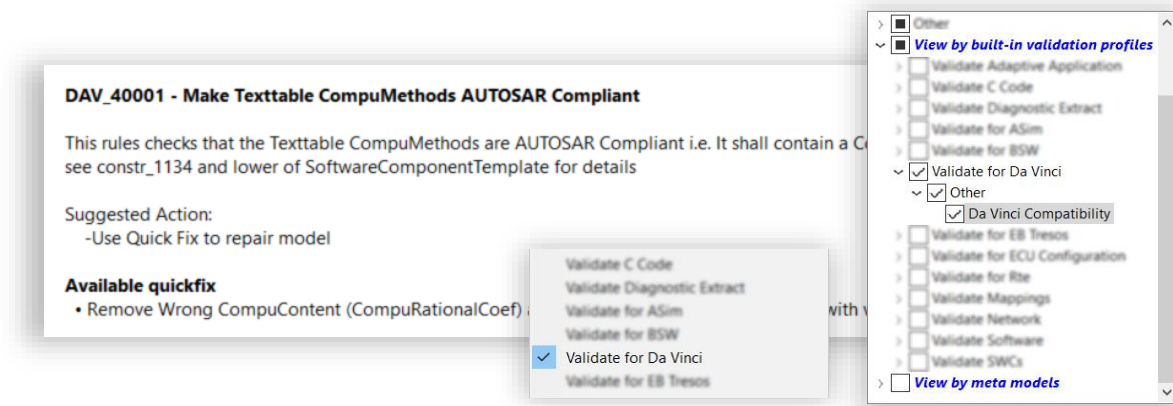 DAV_40001 - Make Texttable CompuMethods AUTOSAR Compliant
This rules checks that the Texttable CompuMethods are AUTOSAR Compliant i.e. It shall contain a
see constr_1134 and lower of SoftwareComponentTemplate for details
Suggested Action:
-Use Quick Fix to repair model
Available quickfix
• Remove Wrong CompuContent (CompuRationalCoef)
with
Validate C Code
Validate Diagnostic Extract
Validate for ASim
Validate for BSW
Validate for Da Vinci
Validate for EB Tresos
Other
View by built-in validation profiles
Validate Adaptive Application
Validate C Code
Validate Diagnostic Extract
Validate for ASim
Validate for BSW
Validate for Da Vinci
Other
Da Vinci Compatibility
Validate for EB Tresos
Validate for ECU Configuration
Validate for Rte
Validate Mappings
Validate Network
Validate Software
Validate SWCs
View by meta models